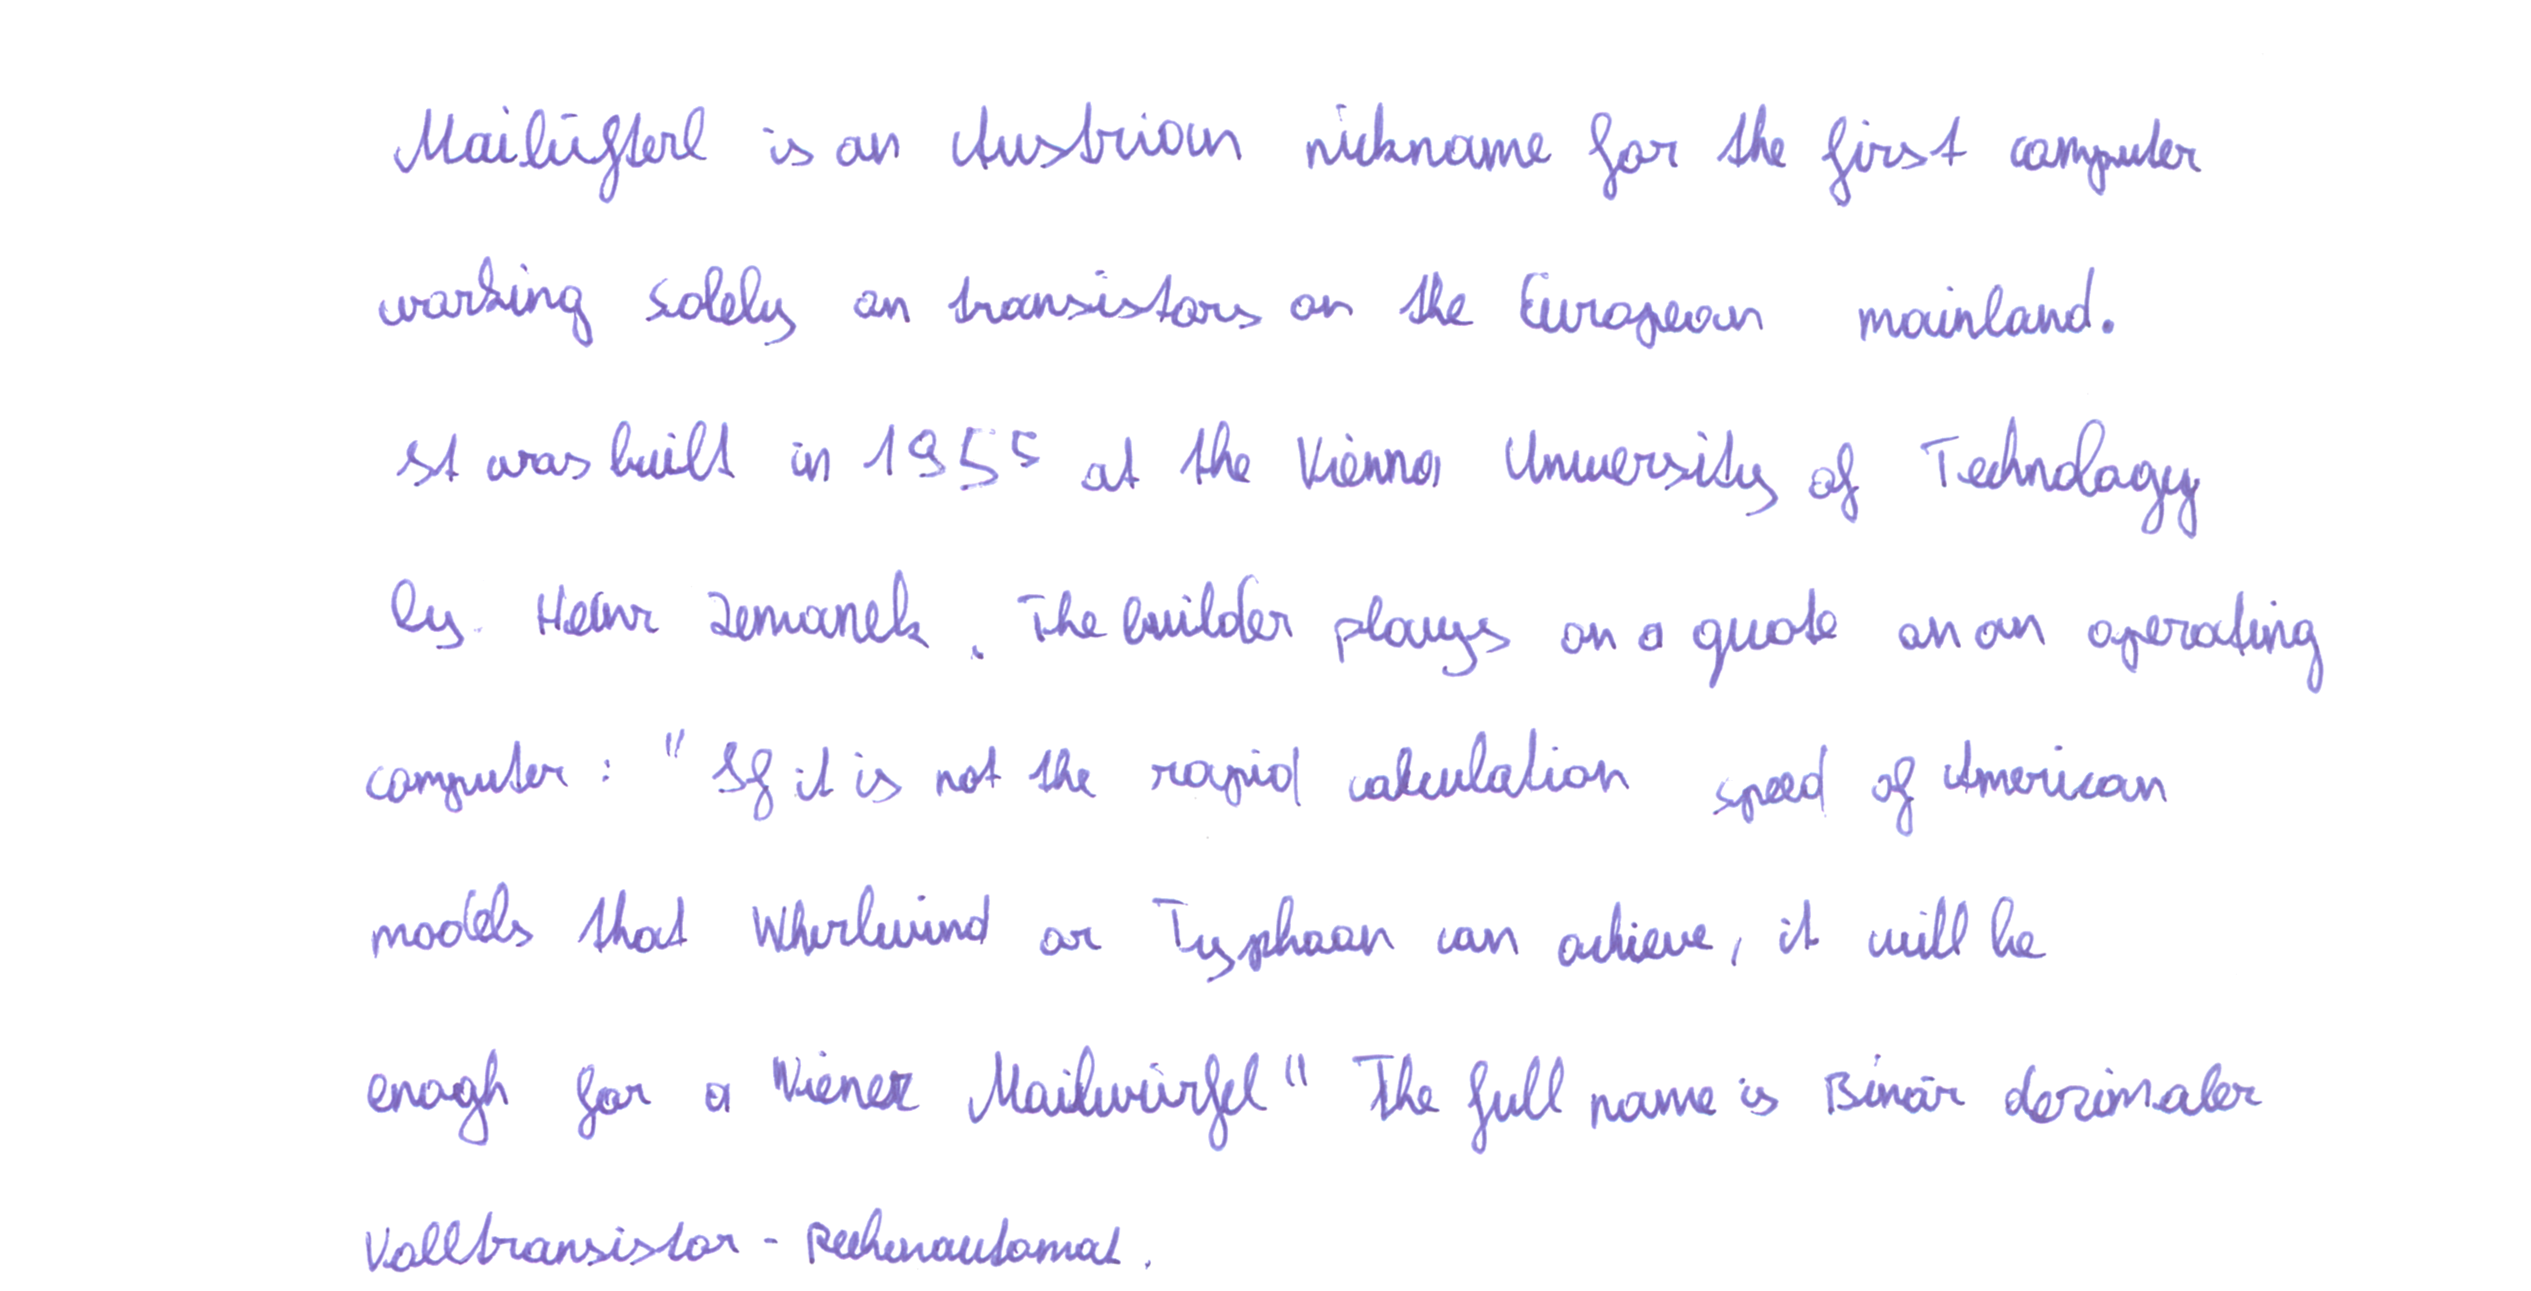 Mailüfterl is an Austrian nickname for the first computer
working solely on transistors on the European mainland.
It was built in 1955 at the Vienna University of Technology
by Heinz Zemanek. The builder plays on a quote on an operating
computer: "If it is not the rapid calculation speed of American
models that Whirlwind or Typhoon can achieve, it will be
enogh for a Wiener Mailwürfel" The full name is Binär dezimaler
Volltransistor - Rechenautomat.